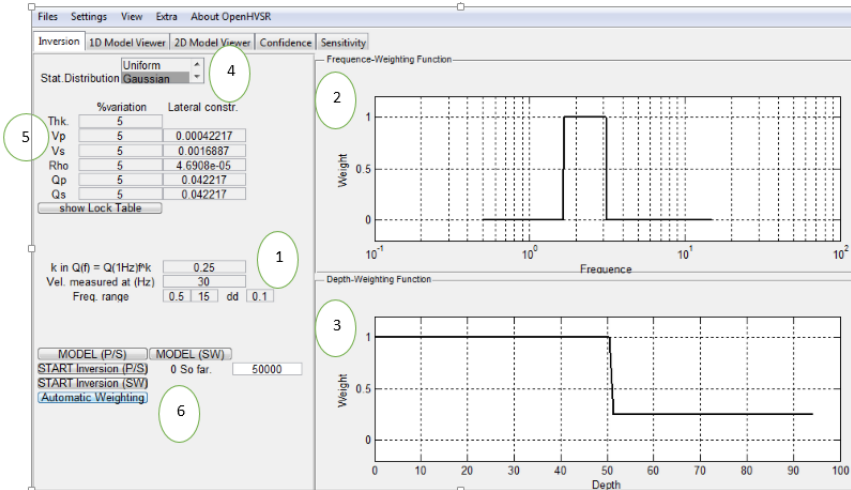 Files Settings View Extra About OpenHVSR
Inversion 1D Model Viewer 2D Model Viewer Confidence Sensitivity
Uniform
Stat.Distribution Gaussian
4
%variation Lateral constr.
Thk. 5
5
Vp 5 0.00042217
Vs 5 0.0016887
Rho 5 4.6908e-05
Qp 5 0.042217
Qs 5 0.042217
show Lock Table
1
k in Q(f) = Q(1Hz)f^k 0.25
Vel. measured at (Hz) 30
Freq. range 0.5 15 dd 0.1
MODEL (P/S) MODEL (SW)
START Inversion (P/S) 0 So far. 50000
START Inversion (SW)
Automatic Weighting
6
Frequence-Weighting Function
2
1
0.5
0
Weight
10^-1 10^0 10^1 10^2
Frequence
Depth-Weighting Function
3
1
0.5
0
Weight
0 10 20 30 40 50 60 70 80 90 100
Depth